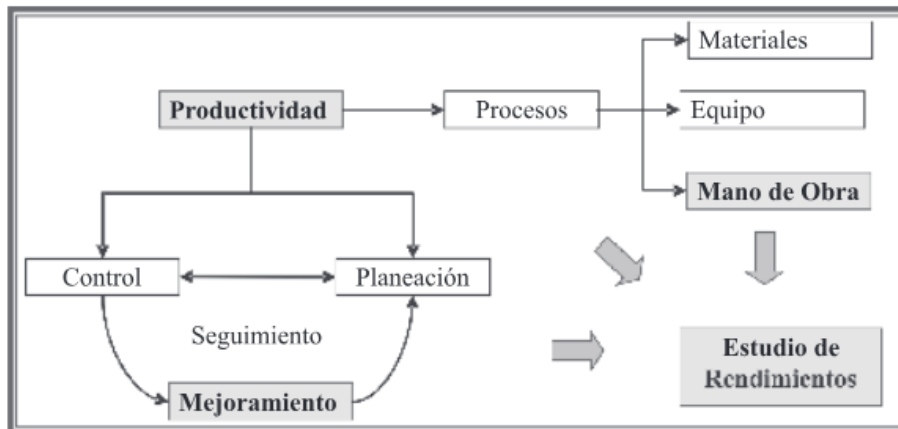 Materiales
Productividad
Procesos
Equipo
Mano de Obra
Control
Planeación
Seguimiento
Mejoramiento
Estudio de
Rendimientos